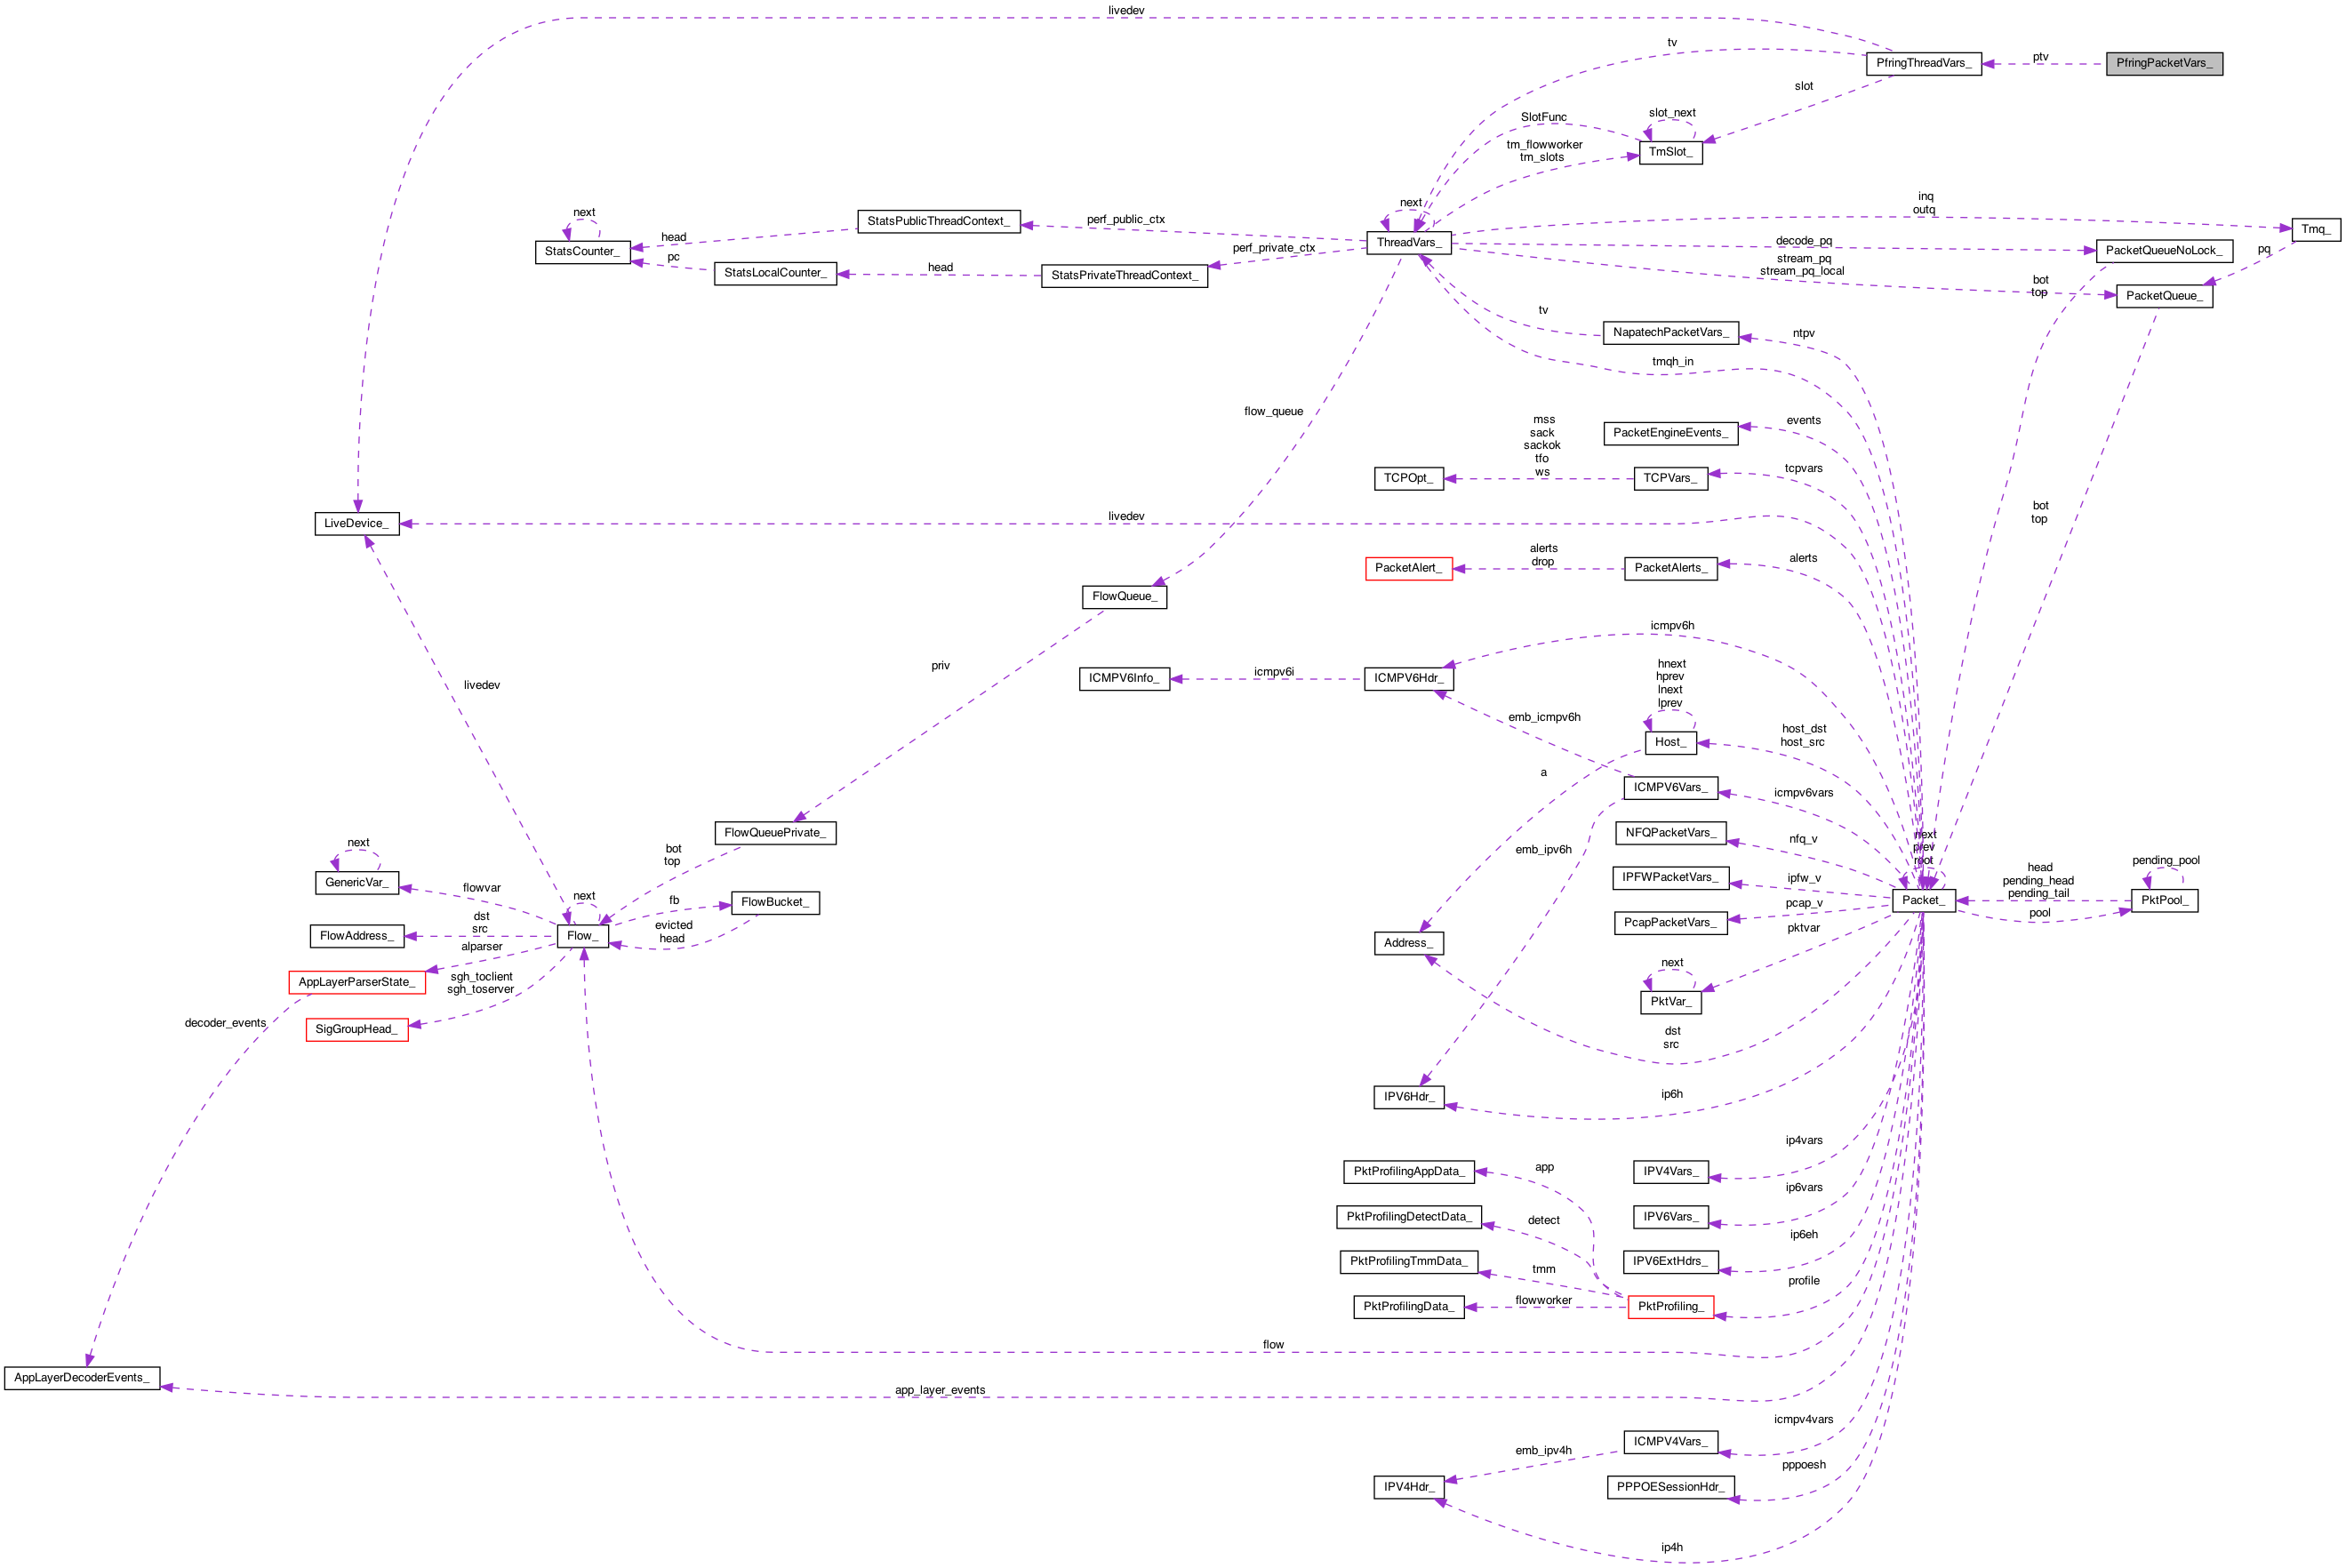 livedev
tv
PfringThreadVars_
ptv
PfringPacketVars_
slot
SlotFunc
slot_next
tm_flowworker
tm_slots
TmSlot_
next
StatsCounter_
head
pc
StatsPublicThreadContext_
StatsLocalCounter_
perf_public_ctx
head
StatsPrivateThreadContext_
perf_private_ctx
next
ThreadVars_
inq
outq
Tmq_
decode_pq
PacketQueueNoLock_
stream_pq
stream_pq_local
pq
bot
top
PacketQueue_
tv
NapatechPacketVars_
ntpv
tmqh_in
flow_queue
PacketEngineEvents_
events
mss
sack
sackok
tfo
ws
TCPOpt_
TCPVars_
tcpvars
bot
top
LiveDevice_
livedev
alerts
drop
PacketAlert_
PacketAlerts_
alerts
FlowQueue_
icmpv6h
priv
livedev
ICMPV6Info_
icmpv6i
ICMPV6Hdr_
hnext
hprev
lnext
lprev
Host_
host_dst
host_src
emb_icmpv6h
a
ICMPV6Vars_
icmpv6vars
FlowQueuePrivate_
NFQPacketVars_
nfq_v
next
prev
root
bot
top
emb_ipv6h
next
GenericVar_
flowvar
next
fb
FlowBucket_
IPFWPacketVars_
ipfw_v
Packet_
head
pending_head
pending_tail
pool
pending_pool
PktPool_
pcap_v
PcapPacketVars_
FlowAddress_
dst
src
Flow_
evicted
head
Address_
pktvar
alparser
AppLayerParserState_
sgh_toclient
sgh_toserver
next
PktVar_
decoder_events
SigGroupHead_
dst
src
IPV6Hdr_
ip6h
PktProfilingAppData_
app
IPV4Vars_
ip4vars
PktProfilingDetectData_
detect
IPV6Vars_
ip6vars
PktProfilingTmmData_
tmm
IPV6ExtHdrs_
ip6eh
PktProfilingData_
flowworker
PktProfiling_
profile
flow
AppLayerDecoderEvents_
app_layer_events
icmpv4vars
ICMPV4Vars_
emb_ipv4h
IPV4Hdr_
PPPOESessionHdr_
pppoesh
ip4h